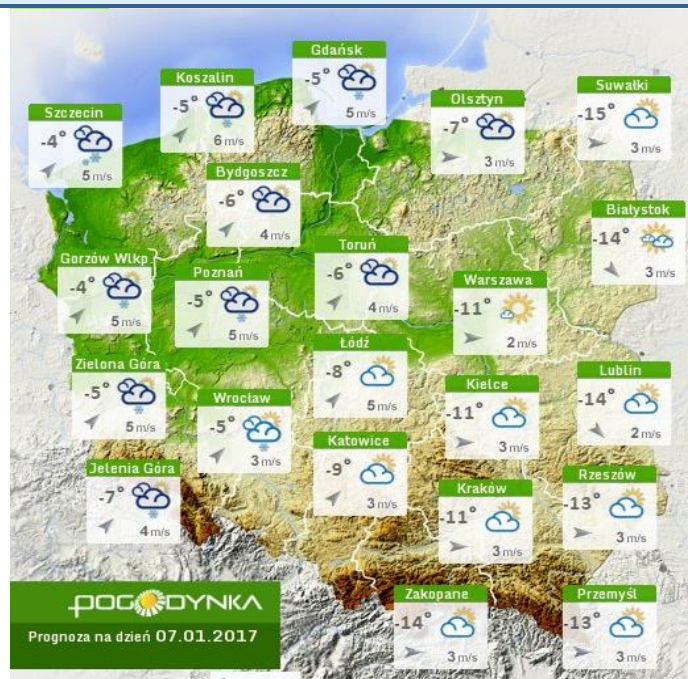 Gdańsk
-5°
5 m/s
Koszalin
-5°
6 m/s
Szczecin
-4°
5 m/s
Olsztyn
-7°
3 m/s
Suwałki
-15°
3 m/s
Bydgoszcz
-6°
4 m/s
Białystok
-14°
3 m/s
Gorzów Wlkp
-4°
5 m/s
Poznań
-5°
5 m/s
Toruń
-6°
4 m/s
Warszawa
-11°
2 m/s
Łódź
-8°
5 m/s
Zielona Góra
-5°
5 m/s
Wrocław
-5°
3 m/s
Kielce
-11°
3 m/s
Lublin
-14°
2 m/s
Katowice
-9°
3 m/s
Jelenia Góra
-7°
4 m/s
Kraków
-11°
3 m/s
Rzeszów
-13°
3 m/s
Zakopane
-14°
3 m/s
Przemyśl
-13°
3 m/s
POGODYNKA
Prognoza na dzień 07.01.2017